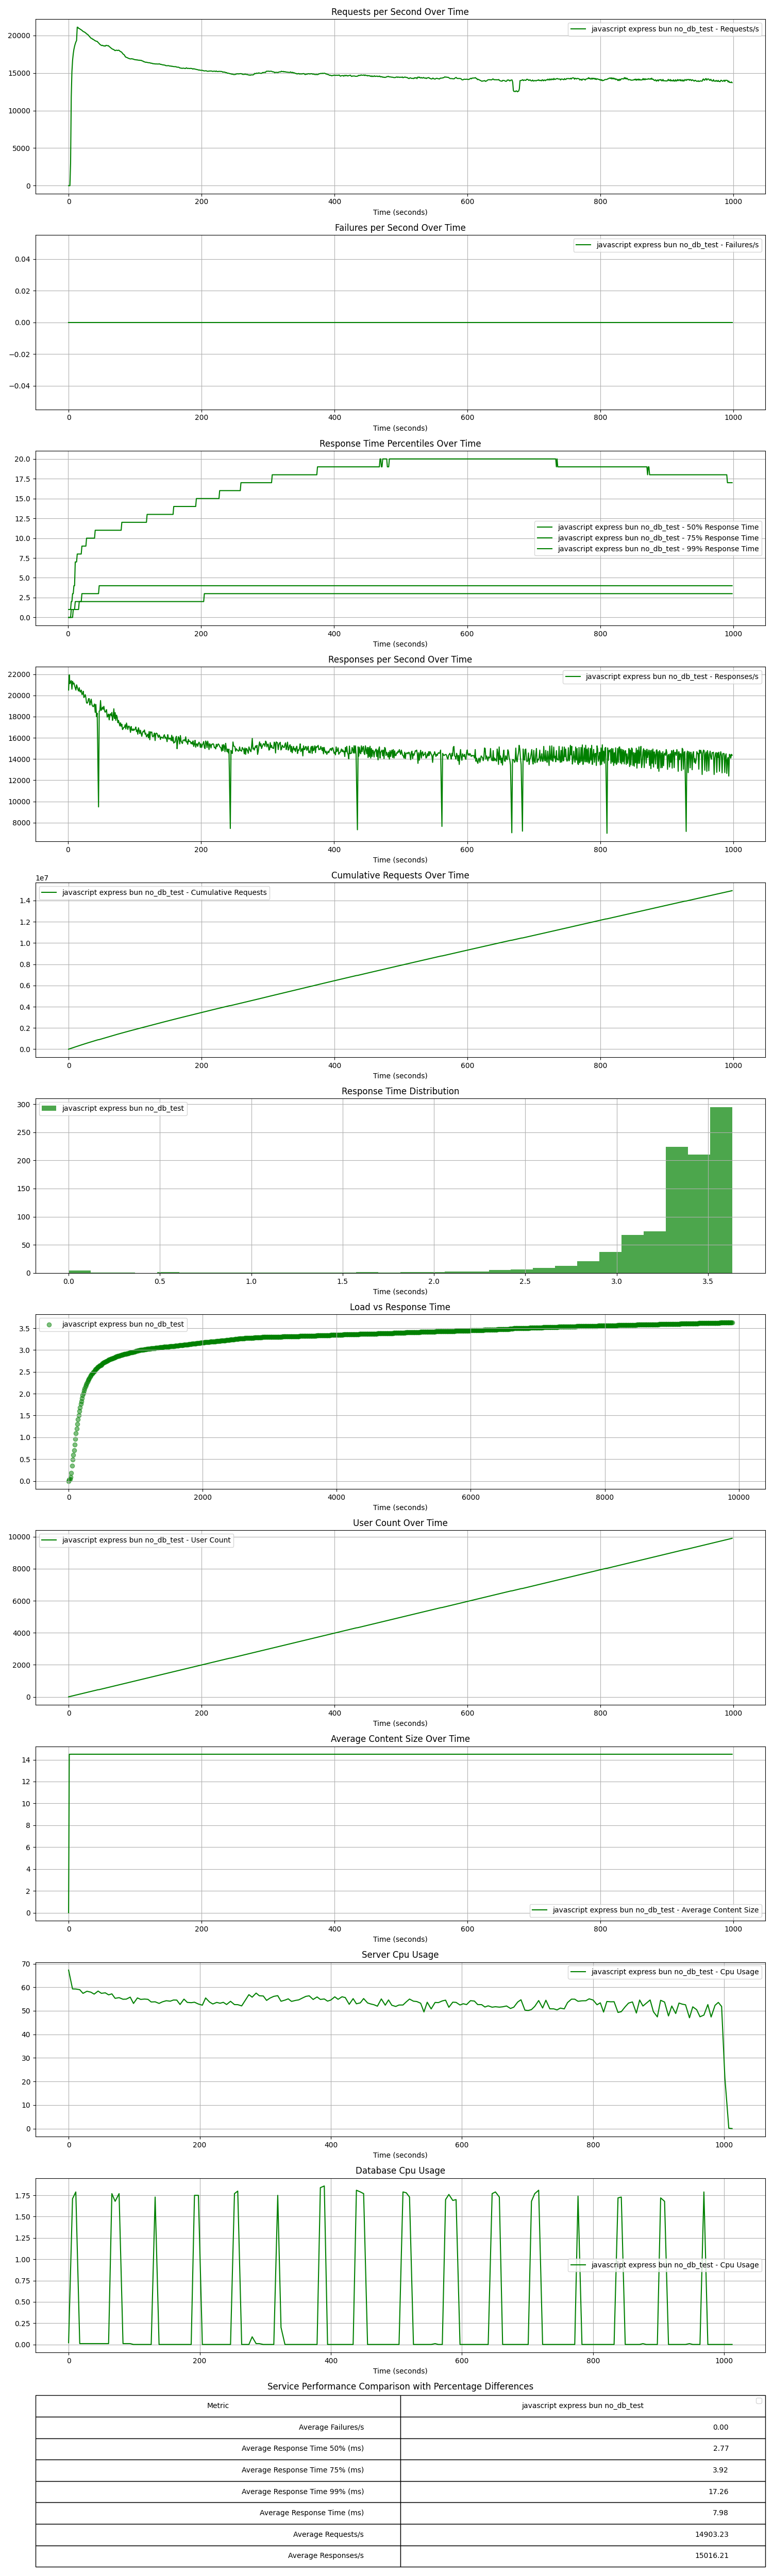 Requests per Second Over Time
javascript express bun no_db_test - Requests/s
20000
15000
10000
5000
0
0 200 400 600 800 1000
Time (seconds)
Failures per Second Over Time
javascript express bun no_db_test - Failures/s
0.04
0.02
0.00
−0.02
−0.04
0 200 400 600 800 1000
Time (seconds)
Response Time Percentiles Over Time
20.0
17.5
15.0
12.5
10.0
7.5
5.0
2.5
0.0
javascript express bun no_db_test - 50% Response Time
javascript express bun no_db_test - 75% Response Time
javascript express bun no_db_test - 99% Response Time
0 200 400 600 800 1000
Time (seconds)
Responses per Second Over Time
javascript express bun no_db_test - Responses/s
22000
20000
18000
16000
14000
12000
10000
8000
0 200 400 600 800 1000
Time (seconds)
Cumulative Requests Over Time
1e7
javascript express bun no_db_test - Cumulative Requests
1.4
1.2
1.0
0.8
0.6
0.4
0.2
0.0
0 200 400 600 800 1000
Time (seconds)
Response Time Distribution
javascript express bun no_db_test
300
250
200
150
100
50
0
0.0 0.5 1.0 1.5 2.0 2.5 3.0 3.5
Time (seconds)
Load vs Response Time
javascript express bun no_db_test
3.5
3.0
2.5
2.0
1.5
1.0
0.5
0.0
0 2000 4000 6000 8000 10000
Time (seconds)
User Count Over Time
javascript express bun no_db_test - User Count
10000
8000
6000
4000
2000
0
0 200 400 600 800 1000
Time (seconds)
Average Content Size Over Time
14
12
10
8
6
4
2
0
javascript express bun no_db_test - Average Content Size
0 200 400 600 800 1000
Time (seconds)
Server Cpu Usage
javascript express bun no_db_test - Cpu Usage
70
60
50
40
30
20
10
0
0 200 400 600 800 1000
Time (seconds)
Database Cpu Usage
1.75
1.50
1.25
1.00
0.75
0.50
0.25
0.00
javascript express bun no_db_test - Cpu Usage
0 200 400 600 800 1000
Time (seconds)
Service Performance Comparison with Percentage Differences
Metric javascript express bun no_db_test
Average Failures/s 0.00
Average Response Time 50% (ms) 2.77
Average Response Time 75% (ms) 3.92
Average Response Time 99% (ms) 17.26
Average Response Time (ms) 7.98
Average Requests/s 14903.23
Average Responses/s 15016.21